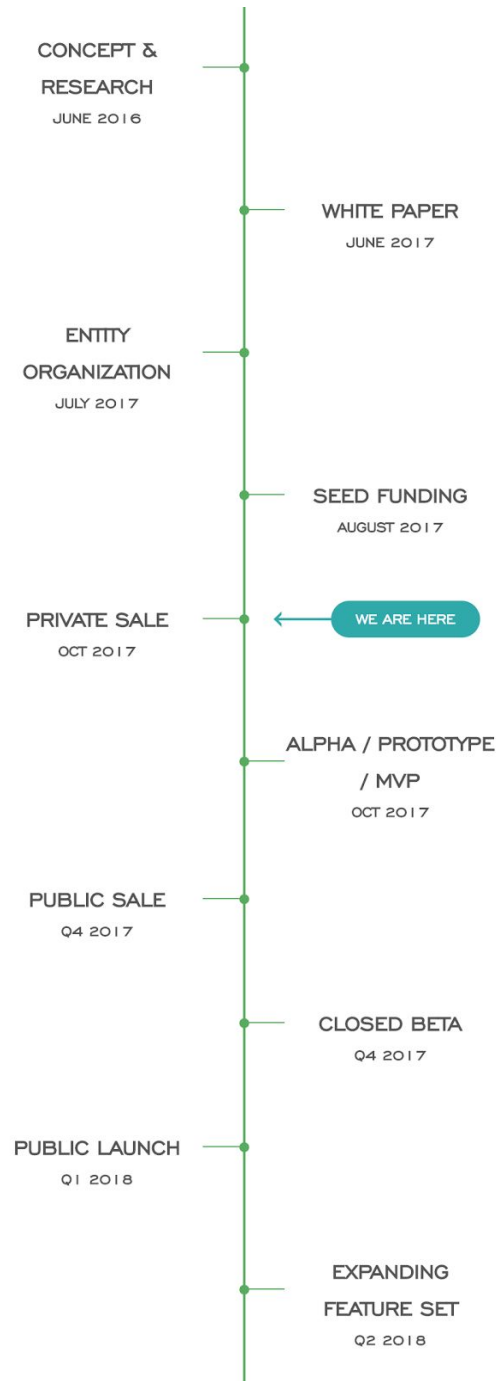 CONCEPT &
RESEARCH
JUNE 2016
WHITE PAPER
JUNE 2017
ENTITY
ORGANIZATION
JULY 2017
SEED FUNDING
AUGUST 2017
PRIVATE SALE
OCT 2017
WE ARE HERE
ALPHA / PROTOTYPE
/ MVP
OCT 2017
PUBLIC SALE
Q4 2017
CLOSED BETA
Q4 2017
PUBLIC LAUNCH
Q1 2018
EXPANDING
FEATURE SET
Q2 2018